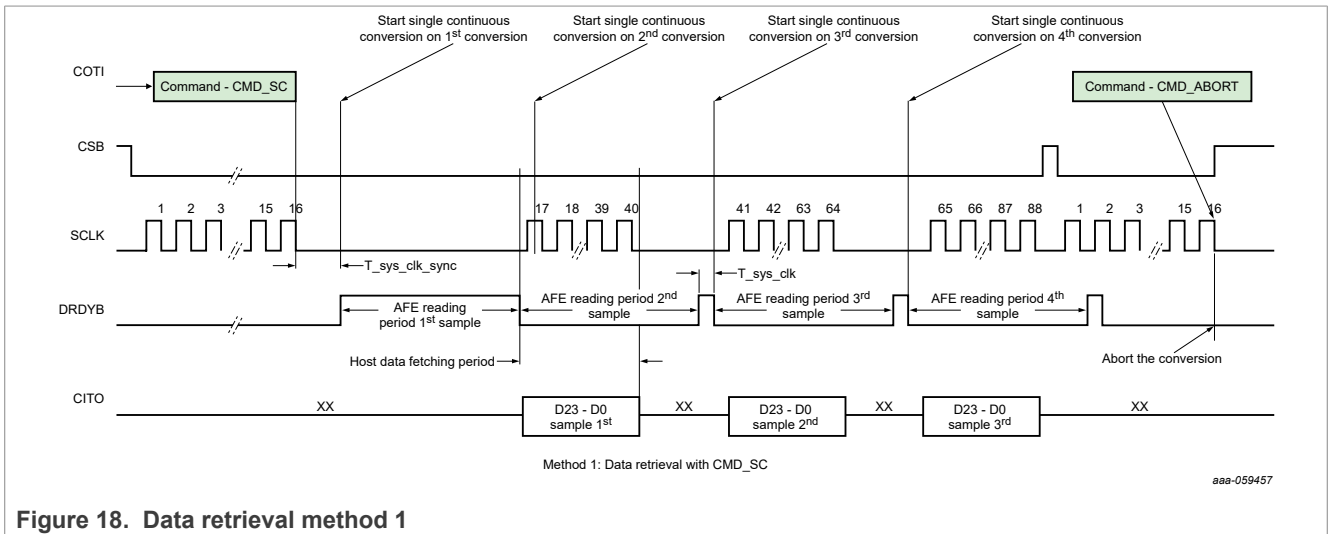 Start single continuous
conversion on 1st conversion
Start single continuous
conversion on 2nd conversion
Start single continuous
conversion on 3rd conversion
Start single continuous
conversion on 4th conversion
COTI
Command - CMD_SC
Command - CMD_ABORT
CSB
1 2 3 15 16 17 18 39 40 41 42 63 64 65 66 87 88 1 2 3 15 16
SCLK
T_sys_clk_sync
T_sys_clk
DRDYB
AFE reading
period 1st sample
AFE reading period 2nd
sample
AFE reading period 3rd
sample
AFE reading period 4th
sample
Host data fetching period
Abort the conversion
CITO
XX
D23 - D0
sample 1st
XX
D23 - D0
sample 2nd
XX
D23 - D0
sample 3rd
XX
Method 1: Data retrieval with CMD_SC
aaa-059457
Figure 18. Data retrieval method 1